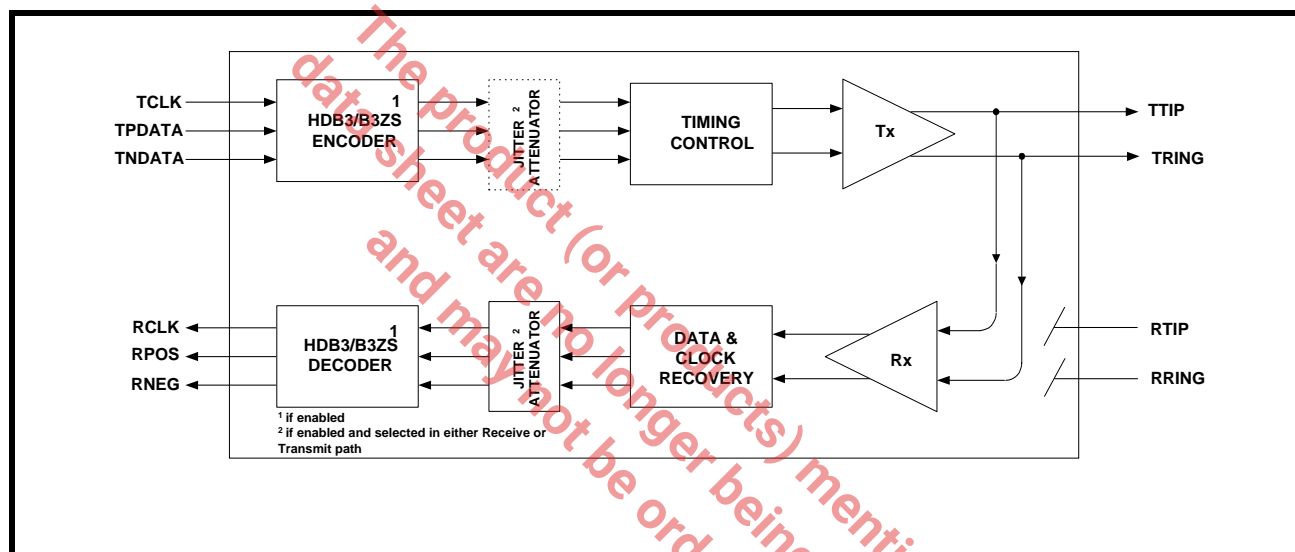 TCLK
TPDATA
TNDATA
1
HDB3/B3ZS
ENCODER
JITTER 2
ATTENUATOR
TIMING
CONTROL
Tx
TTIP
TRING
RCLK
RPOS
RNEG
1
HDB3/B3ZS
DECODER
JITTER 2
ATTENUATOR
DATA &
CLOCK
RECOVERY
Rx
RTIP
RRING
1 if enabled
2 if enabled and selected in either Receive or
Transmit path
The product (or products) menti
data sheet are no longer being
and may not be ord